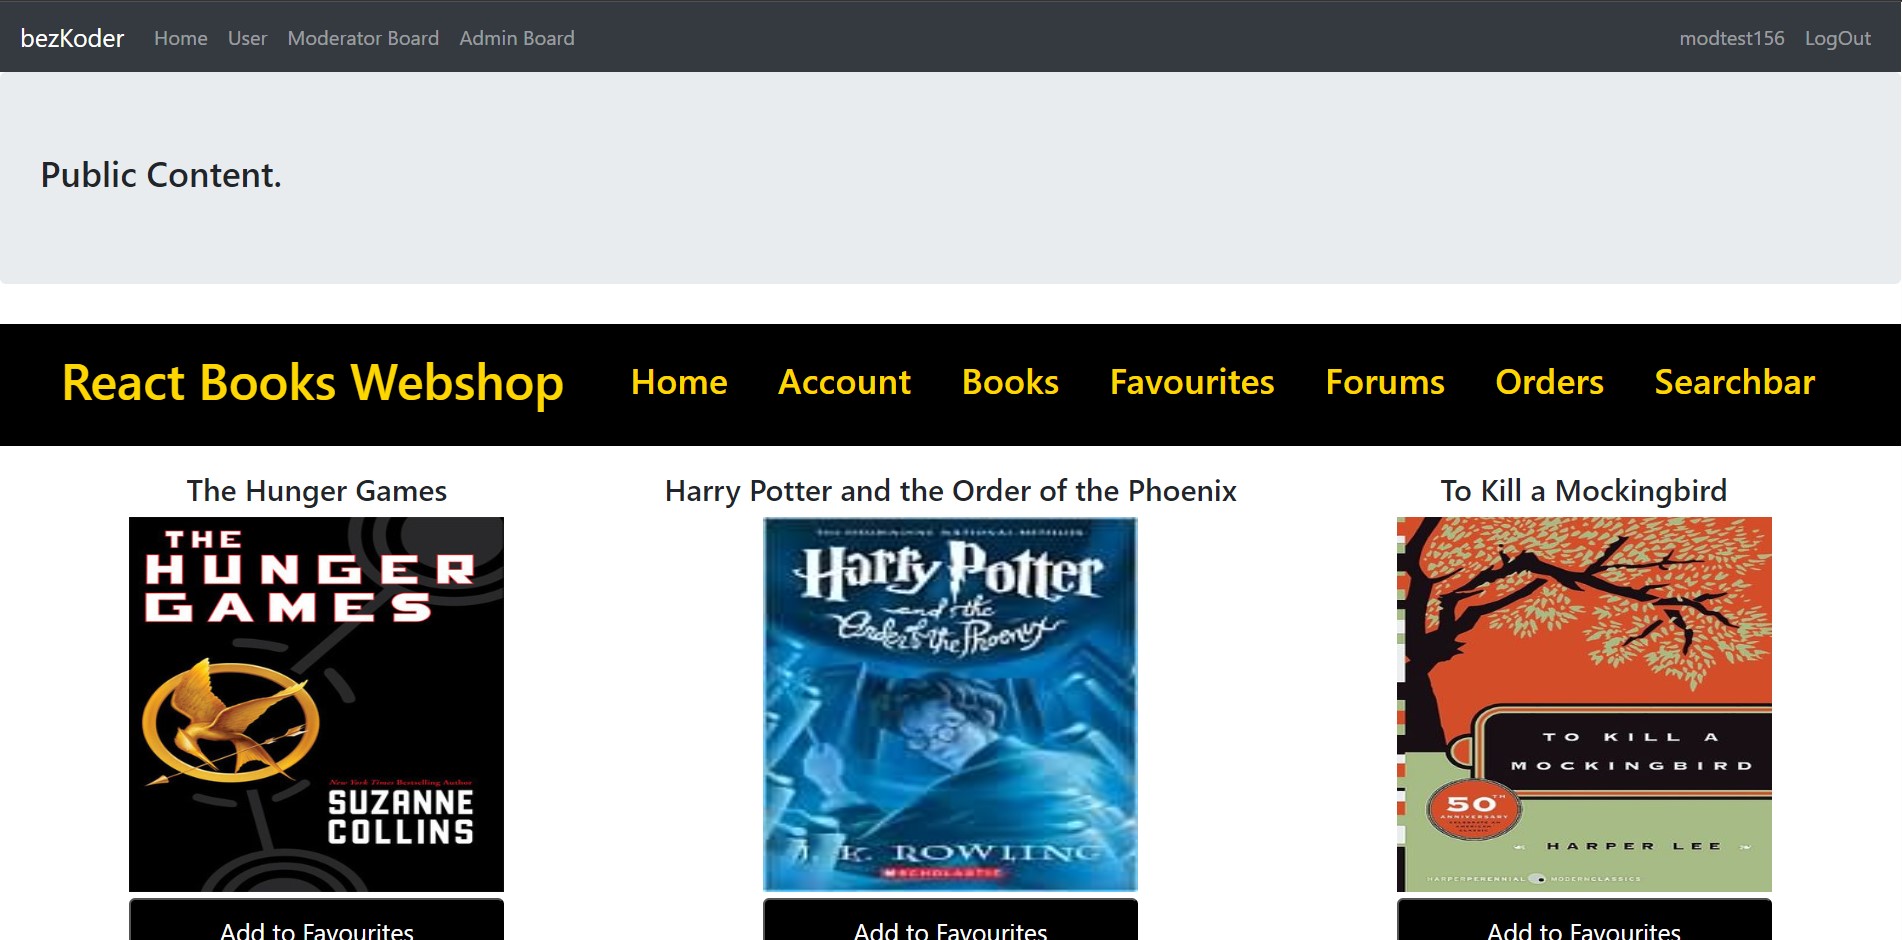 bezKoder Home User Moderator Board Admin Board modtest156 LogOut
Public Content.
React Books Webshop Home Account Books Favourites Forums Orders Searchbar
The Hunger Games Harry Potter and the Order of the Phoenix To Kill a Mockingbird
THE
HUNGER
GAMES
New York Times Bestselling Author
SUZANNE
COLLINS
Harry Potter
and the
Order of the Phoenix
J. K. ROWLING
SCHOLASTIC
TO KILL A
MOCKINGBIRD
50TH
ANNIVERSARY
HARPER LEE
HARPERPERENNIAL MODERNCLASSICS
Add to Favourites Add to Favourites Add to Favourites